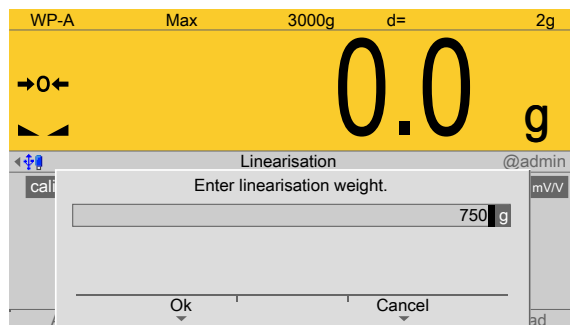 WP-A Max 3000g d= 2g
→0←
0.0 g
Linearisation @admin
cali mV/V
Enter linearisation weight.
750 g
Ok Cancel
ad